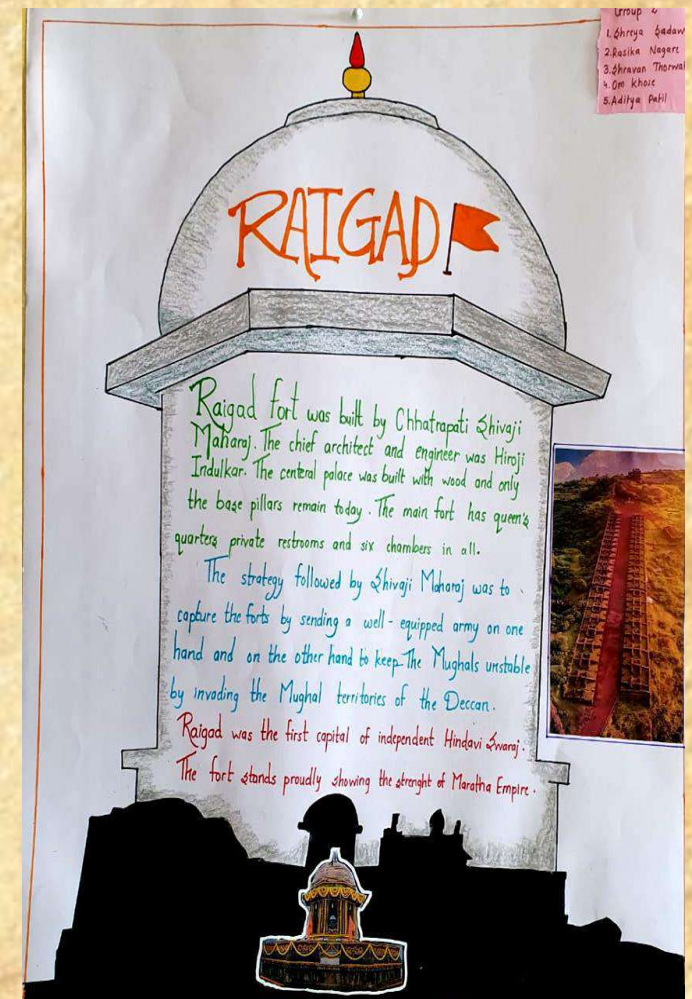 Group 2
1. Shreya Gadaw
2. Rasika Nagare
3. Shravan Thorwat
4. Om Khose
5. Aditya Patil
RAIGAD
Raigad fort was built by Chhatrapati Shivaji
Maharaj. The chief architect and engineer was Hiroji
Indulkar. The central palace was built with wood and only
the base pillars remain today. The main fort has queen's
quarters, private restrooms and six chambers in all.
The strategy followed by Shivaji Maharaj was to
capture the forts by sending a well-equipped army on one
hand and on the other hand to keep The Mughals unstable
by invading the Mughal territories of the Deccan.
Raigad was the first capital of independent Hindavi Swaraj.
The fort stands proudly showing the strenght of Maratha Empire.